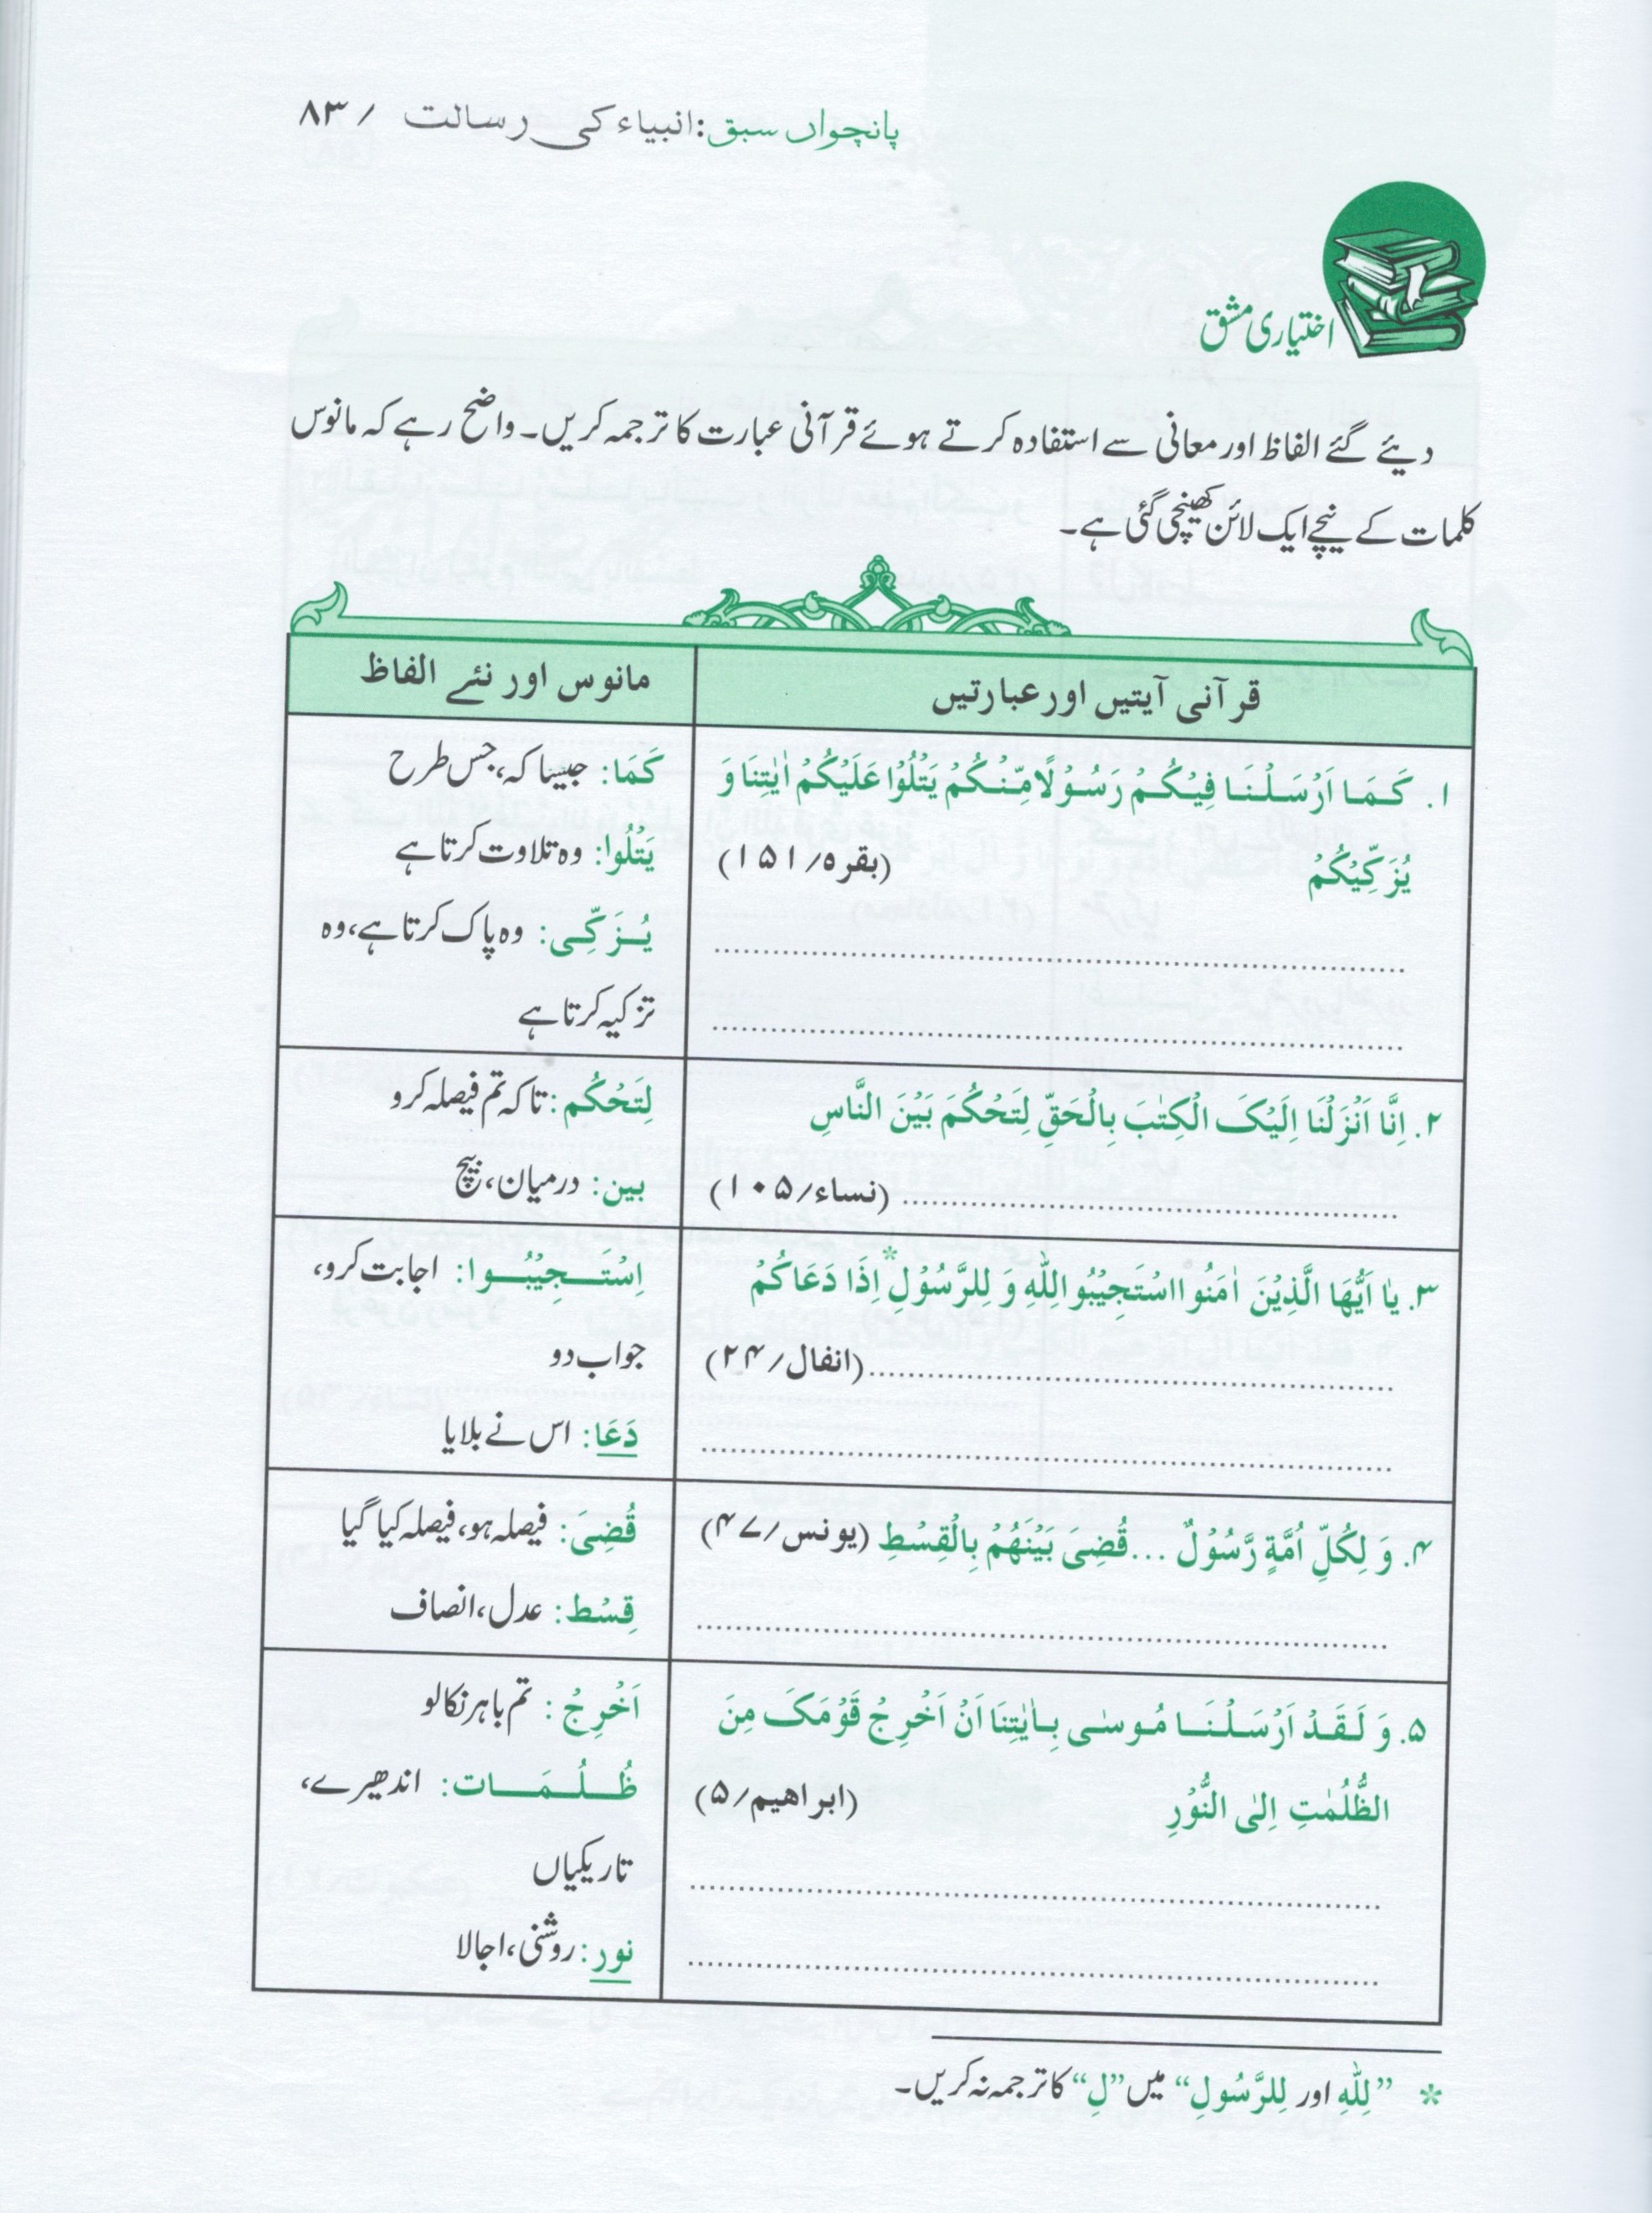 پانچواں سبق: انبیاء کی رسالت / ۸۳
اختیاری مشق
دیئے گئے الفاظ اور معانی سے استفادہ کرتے ہوئے قرآنی عبارت کا ترجمہ کریں۔ واضح رہے کہ مانوس
کلمات کے نیچے ایک لائن کھینچی گئی ہے۔
قرآنی آیتیں اور عبارتیں
مانوس اور نئے الفاظ
۱. كَمَا اَرْسَلْنَا فِيْكُمْ رَسُوْلًا مِّنْكُمْ يَتْلُوْا عَلَيْكُمْ اٰيٰتِنَا وَ
يُزَكِّيْكُمْ (بقرہ/۱۵۱)
كَمَا: جیسا کہ، جس طرح
يَتْلُوا: وہ تلاوت کرتا ہے
يُزَكِّى: وہ پاک کرتا ہے، وہ
تزکیہ کرتا ہے
۲. اِنَّا اَنْزَلْنَا اِلَيْكَ الْكِتٰبَ بِالْحَقِّ لِتَحْكُمَ بَيْنَ النَّاسِ
(نساء/۱۰۵)
لِتَحْكُم: تاکہ تم فیصلہ کرو
بین: درمیان، بیچ
۳. يٰا اَيُّهَا الَّذِيْنَ اٰمَنُوا اسْتَجِيْبُوا لِلّٰهِ وَ لِلرَّسُوْلِ* اِذَا دَعَاكُمْ
(انفال/۲۴)
اِسْتَجِيْبُوا: اجابت کرو،
جواب دو
دَعَا: اس نے بلایا
۴. وَ لِكُلِّ اُمَّةٍ رَّسُوْلٌ ...قُضِىَ بَيْنَهُمْ بِالْقِسْطِ (یونس/۴۷)
قُضِىَ: فیصلہ ہو، فیصلہ کیا گیا
قِسْط: عدل، انصاف
۵. وَ لَقَدْ اَرْسَلْنَا مُوسٰى بِاٰيٰتِنَا اَنْ اَخْرِجْ قَوْمَكَ مِنَ
الظُّلُمٰتِ اِلٰى النُّوْرِ (ابراھیم/۵)
اَخْرِجْ: تم باہر نکالو
ظُلُمَات: اندھیرے،
تاریکیاں
نور: روشنی، اجالا
* ”لِلّٰهِ اور لِلرَّسُولِ“ میں ”لِ“ کا ترجمہ نہ کریں۔